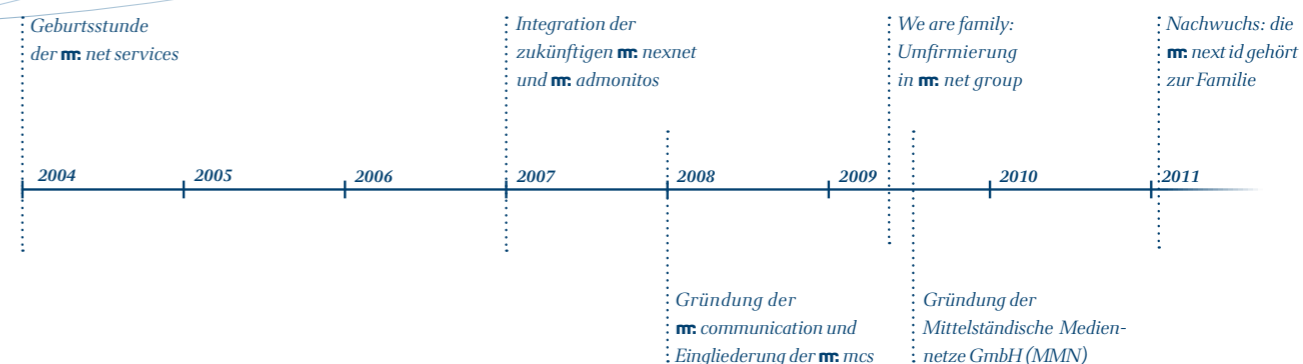 Geburtsstunde
der m: net services
Integration der
zukünftigen m: nexnet
und m: admonitos
We are family:
Umfirmierung
in m: net group
Nachwuchs: die
m: next id gehört
zur Familie
2004 2005 2006 2007 2008 2009 2010 2011
Gründung der
m: communication und
Eingliederung der m: mcs
Gründung der
Mittelständische Medien-
netze GmbH (MMN)